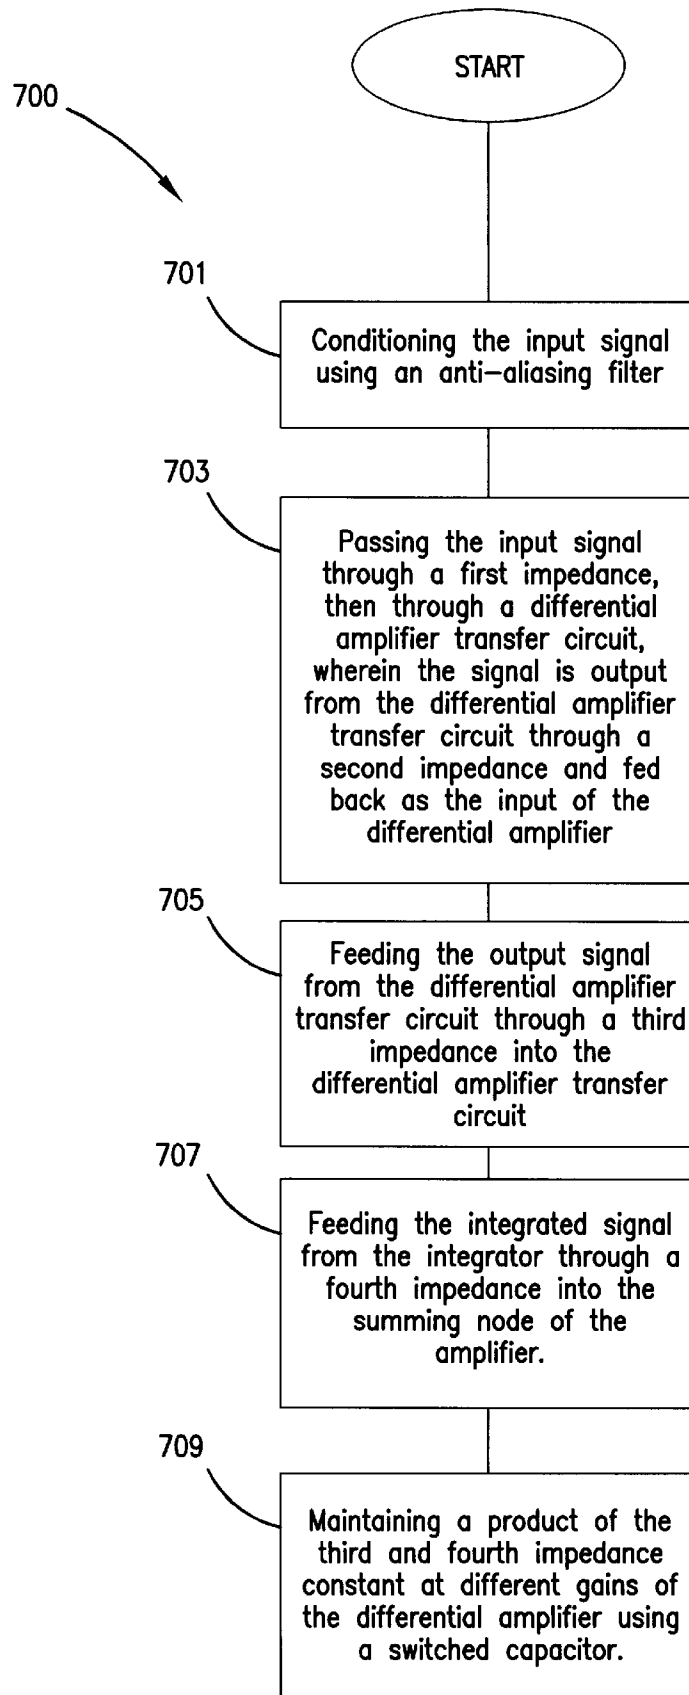 START
700
701
Conditioning the input signal
using an anti-aliasing filter
703
Passing the input signal
through a first impedance,
then through a differential
amplifier transfer circuit,
wherein the signal is output
from the differential amplifier
transfer circuit through a
second impedance and fed
back as the input of the
differential amplifier
705
Feeding the output signal
from the differential amplifier
transfer circuit through a third
impedance into the
differential amplifier transfer
circuit
707
Feeding the integrated signal
from the integrator through a
fourth impedance into the
summing node of the
amplifier.
709
Maintaining a product of the
third and fourth impedance
constant at different gains of
the differential amplifier using
a switched capacitor.